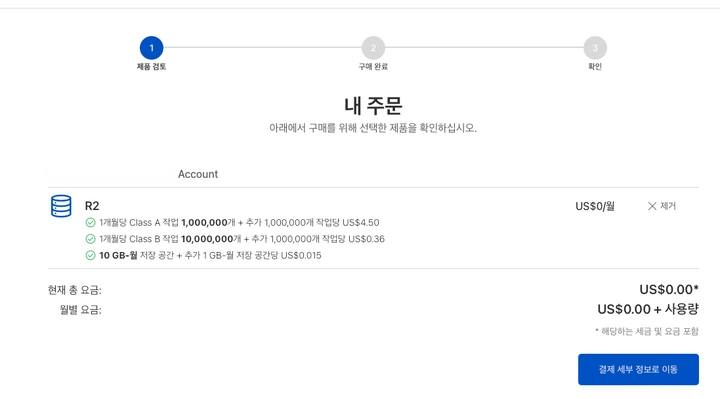 1
2
3
제품 검토
구매 완료
확인
내 주문
아래에서 구매를 위해 선택한 제품을 확인하십시오.
Account
R2
US$0/월
제거
1개월당 Class A 작업 1,000,000개 + 추가 1,000,000개 작업당 US$4.50
1개월당 Class B 작업 10,000,000개 + 추가 1,000,000개 작업당 US$0.36
10 GB-월 저장 공간 + 추가 1 GB-월 저장 공간당 US$0.015
현재 총 요금:
US$0.00*
월별 요금:
US$0.00 + 사용량
* 해당하는 세금 및 요금 포함
결제 세부 정보로 이동